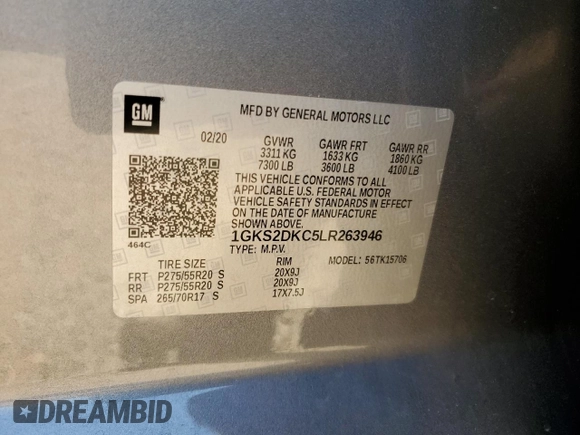 GM
MFD BY GENERAL MOTORS LLC
02/20 GVWR GAWR FRT GAWR RR
3311 KG 1633 KG 1860 KG
7300 LB 3600 LB 4100 LB
THIS VEHICLE CONFORMS TO ALL
APPLICABLE U.S. FEDERAL MOTOR
VEHICLE SAFETY STANDARDS IN EFFECT
ON THE DATE OF MANUFACTURE
SHOWN ABOVE.
464C
1GKS2DKC5LR263946
TYPE: M.P.V. MODEL: 56TK15706
TIRE SIZE RIM
FRT P275/55R20 S 20X9J
RR P275/55R20 S 20X9J
SPA 265/70R17 S 17X7.5J
DREAMBID